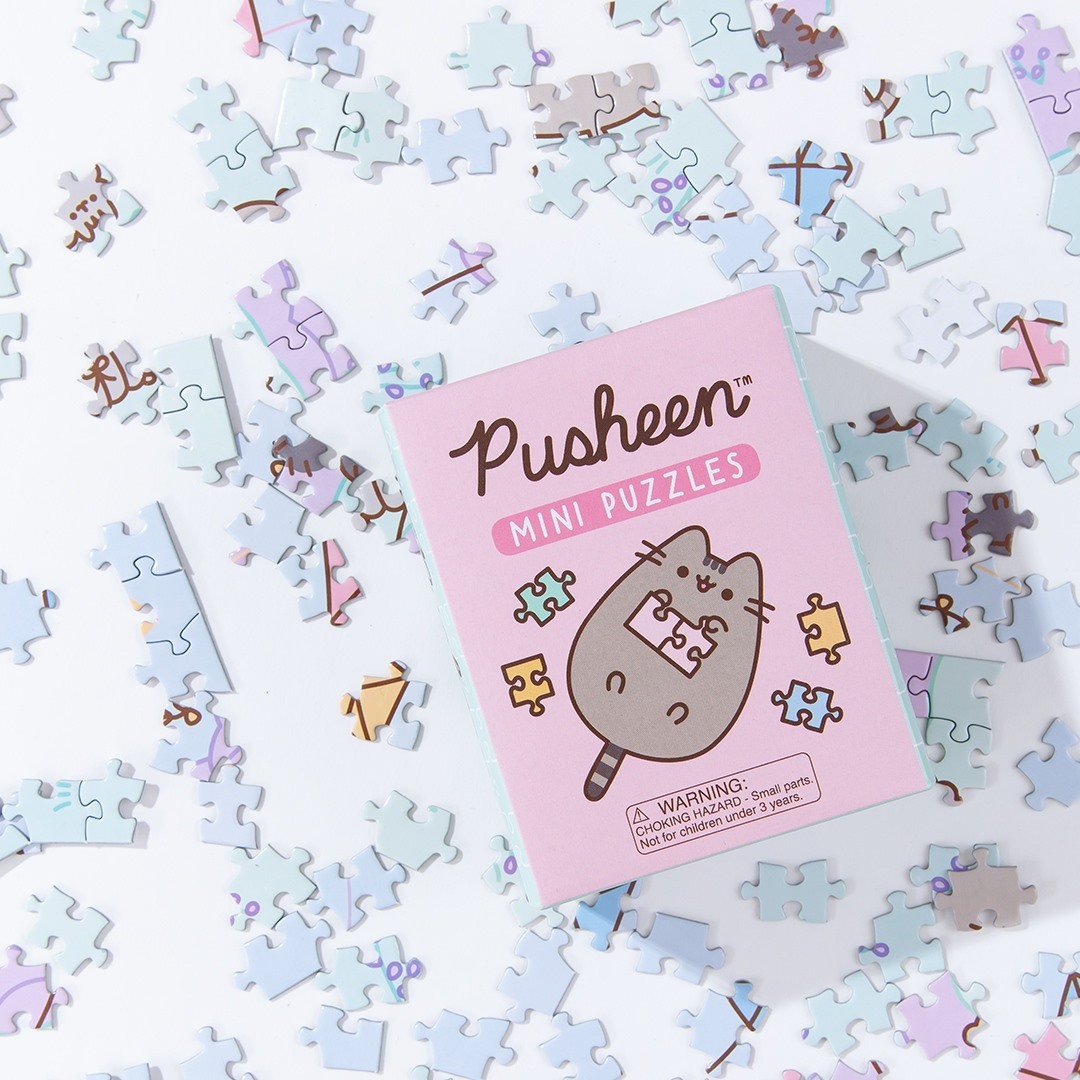 Pusheen™
MINI PUZZLES
WARNING:
CHOKING HAZARD - Small parts.
Not for children under 3 years.